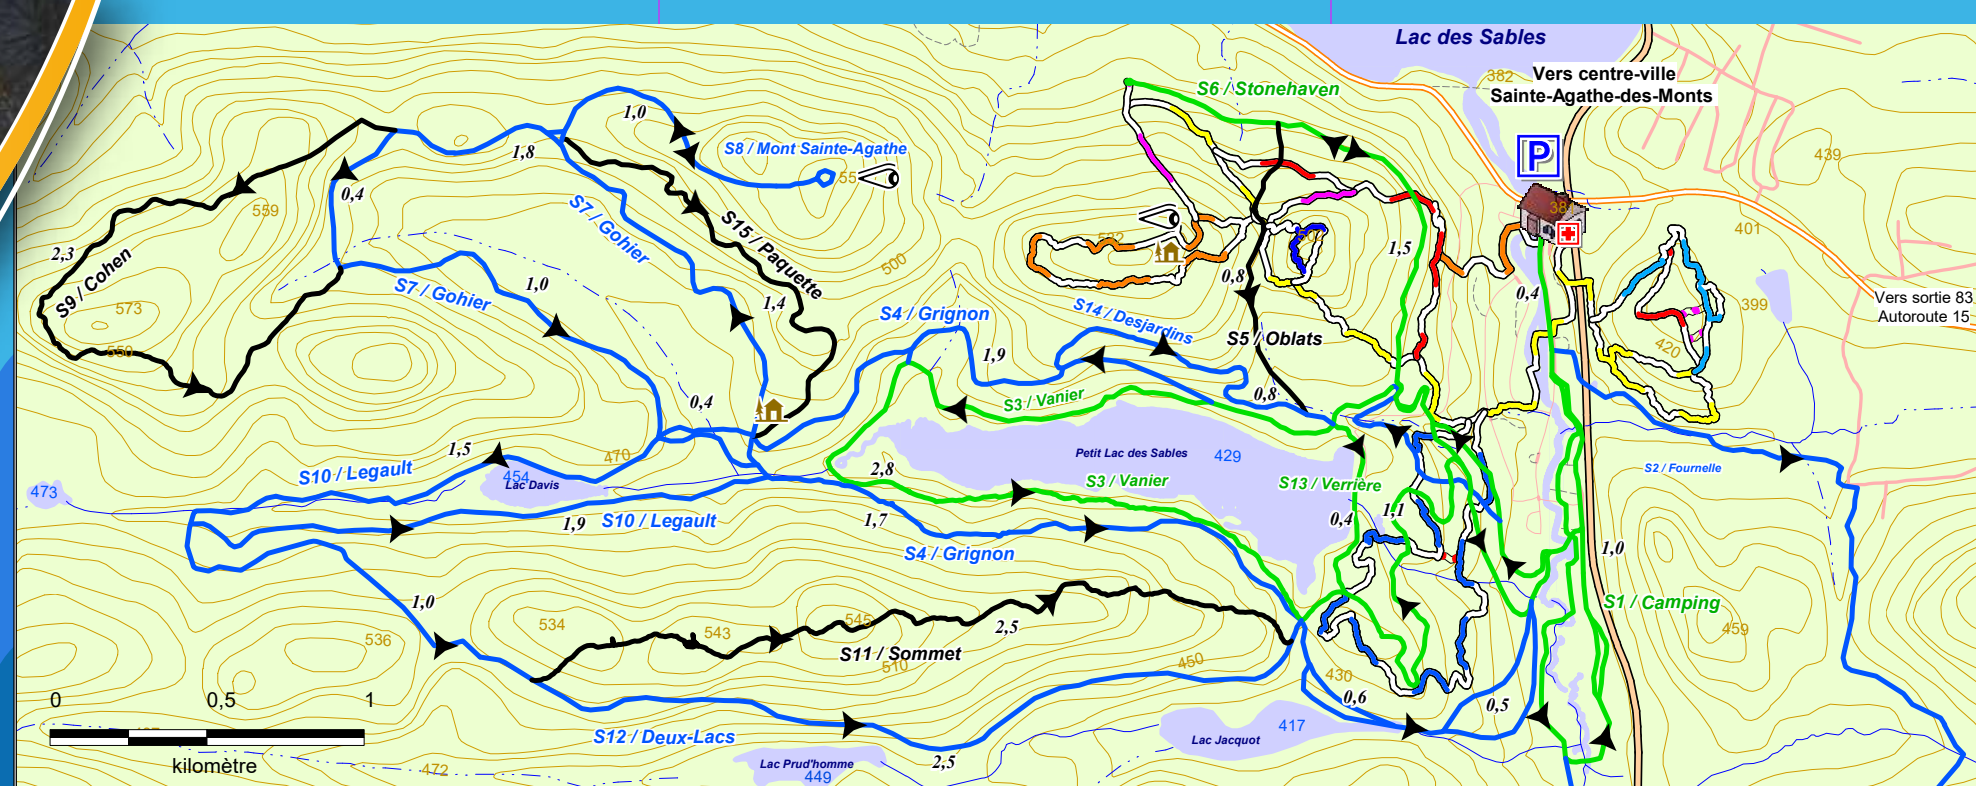 Lac des Sables
382
Vers centre-ville
Sainte-Agathe-des-Monts
S6 / Stonehaven
P
1,0
1,8
S8 / Mont Sainte-Agathe
55
439
0,4
559
S7 / Gohier
S15 / Paquette
522
502
38
401
2,3
S9 / Cohen
500
1,5
0,8
0,4
399
Vers sortie 83
Autoroute 15
573
S7 / Gohier
1,0
1,4
S4 / Grignon
S14 / Desjardins
S5 / Oblats
420
550
1,9
0,4
0,8
S3 / Vanier
1,5
470
Petit Lac des Sables
429
S10 / Legault
454
Lac Davis
2,8
S3 / Vanier
S13 / Verrière
S2 / Fournelle
473
1,9
S10 / Legault
1,7
0,4
1,1
S4 / Grignon
1,0
1,0
S1 / Camping
536
534
543
545
2,5
459
S11 / Sommet
510
450
430
0
0,5
1
0,6
0,5
S12 / Deux-Lacs
417
Lac Jacquot
kilomètre
472
Lac Prud'homme
449
2,5